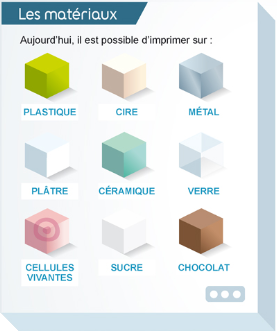 Les matériaux
Aujourd'hui, il est possible d'imprimer sur :
PLASTIQUE CIRE MÉTAL
PLÂTRE CÉRAMIQUE VERRE
CELLULES VIVANTES SUCRE CHOCOLAT